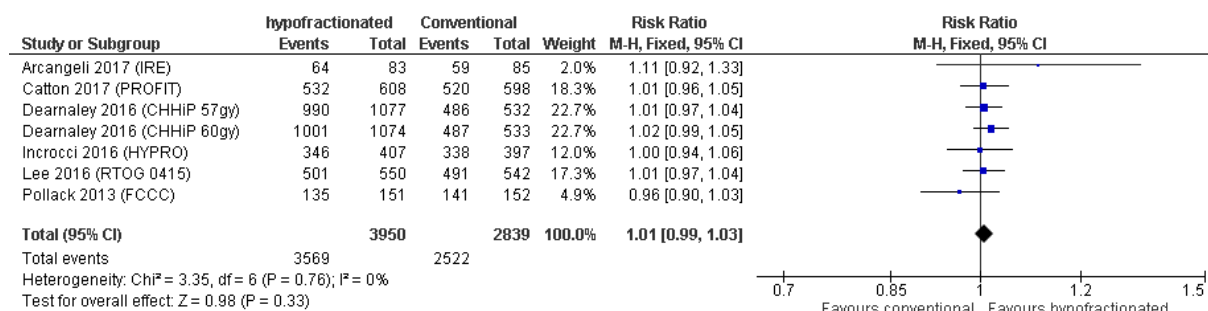 hypofractionated Conventional Risk Ratio Risk Ratio
Study or Subgroup Events Total Events Total Weight M-H, Fixed, 95% CI M-H, Fixed, 95% CI
Arcangeli 2017 (IRE) 64 83 59 85 2.0% 1.11 [0.92, 1.33]
Catton 2017 (PROFIT) 532 608 520 598 18.3% 1.01 [0.96, 1.05]
Dearnaley 2016 (CHHiP 57gy) 990 1077 486 532 22.7% 1.01 [0.97, 1.04]
Dearnaley 2016 (CHHiP 60gy) 1001 1074 487 533 22.7% 1.02 [0.99, 1.05]
Incrocci 2016 (HYPRO) 346 407 338 397 12.0% 1.00 [0.94, 1.06]
Lee 2016 (RTOG 0415) 501 550 491 542 17.3% 1.01 [0.97, 1.04]
Pollack 2013 (FCCC) 135 151 141 152 4.9% 0.96 [0.90, 1.03]
Total (95% CI) 3950 2839 100.0% 1.01 [0.99, 1.03]
Total events 3569 2522
Heterogeneity: Chi² = 3.35, df = 6 (P = 0.76); I² = 0%
Test for overall effect: Z = 0.98 (P = 0.33)
0.7 0.85 1 1.2 1.5
Favours conventional Favours hypofractionated